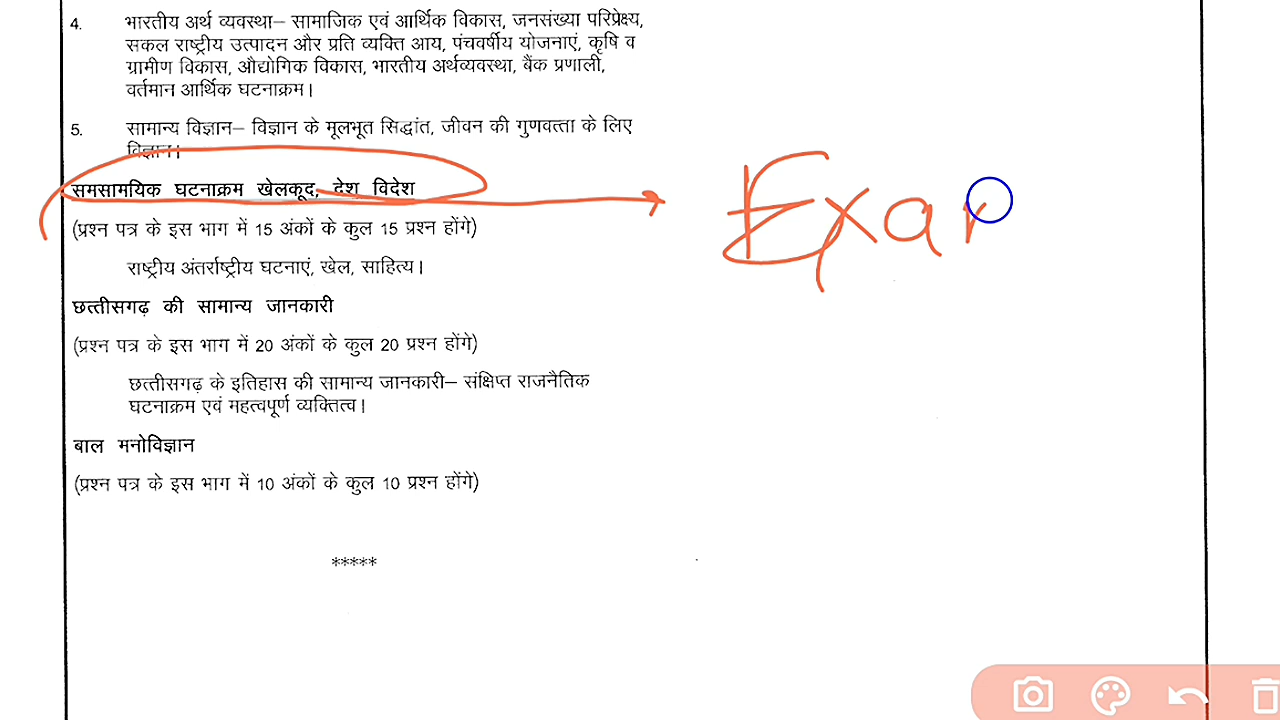 4. भारतीय अर्थ व्यवस्था– सामाजिक एवं आर्थिक विकास, जनसंख्या परिप्रेक्ष्य,
सकल राष्ट्रीय उत्पादन और प्रति व्यक्ति आय, पंचवर्षीय योजनाएं, कृषि व
ग्रामीण विकास, औद्योगिक विकास, भारतीय अर्थव्यवस्था, बैंक प्रणाली,
वर्तमान आर्थिक घटनाक्रम।
5. सामान्य विज्ञान– विज्ञान के मूलभूत सिद्धांत, जीवन की गुणवत्ता के लिए
विज्ञान।
समसामयिक घटनाक्रम खेलकूद, देश विदेश
(प्रश्न पत्र के इस भाग में 15 अंकों के कुल 15 प्रश्न होंगे)
राष्ट्रीय अंतर्राष्ट्रीय घटनाएं, खेल, साहित्य।
छत्तीसगढ़ की सामान्य जानकारी
(प्रश्न पत्र के इस भाग में 20 अंकों के कुल 20 प्रश्न होंगे)
छत्तीसगढ़ के इतिहास की सामान्य जानकारी– संक्षिप्त राजनैतिक
घटनाक्रम एवं महत्वपूर्ण व्यक्तित्व।
बाल मनोविज्ञान
(प्रश्न पत्र के इस भाग में 10 अंकों के कुल 10 प्रश्न होंगे)
*****